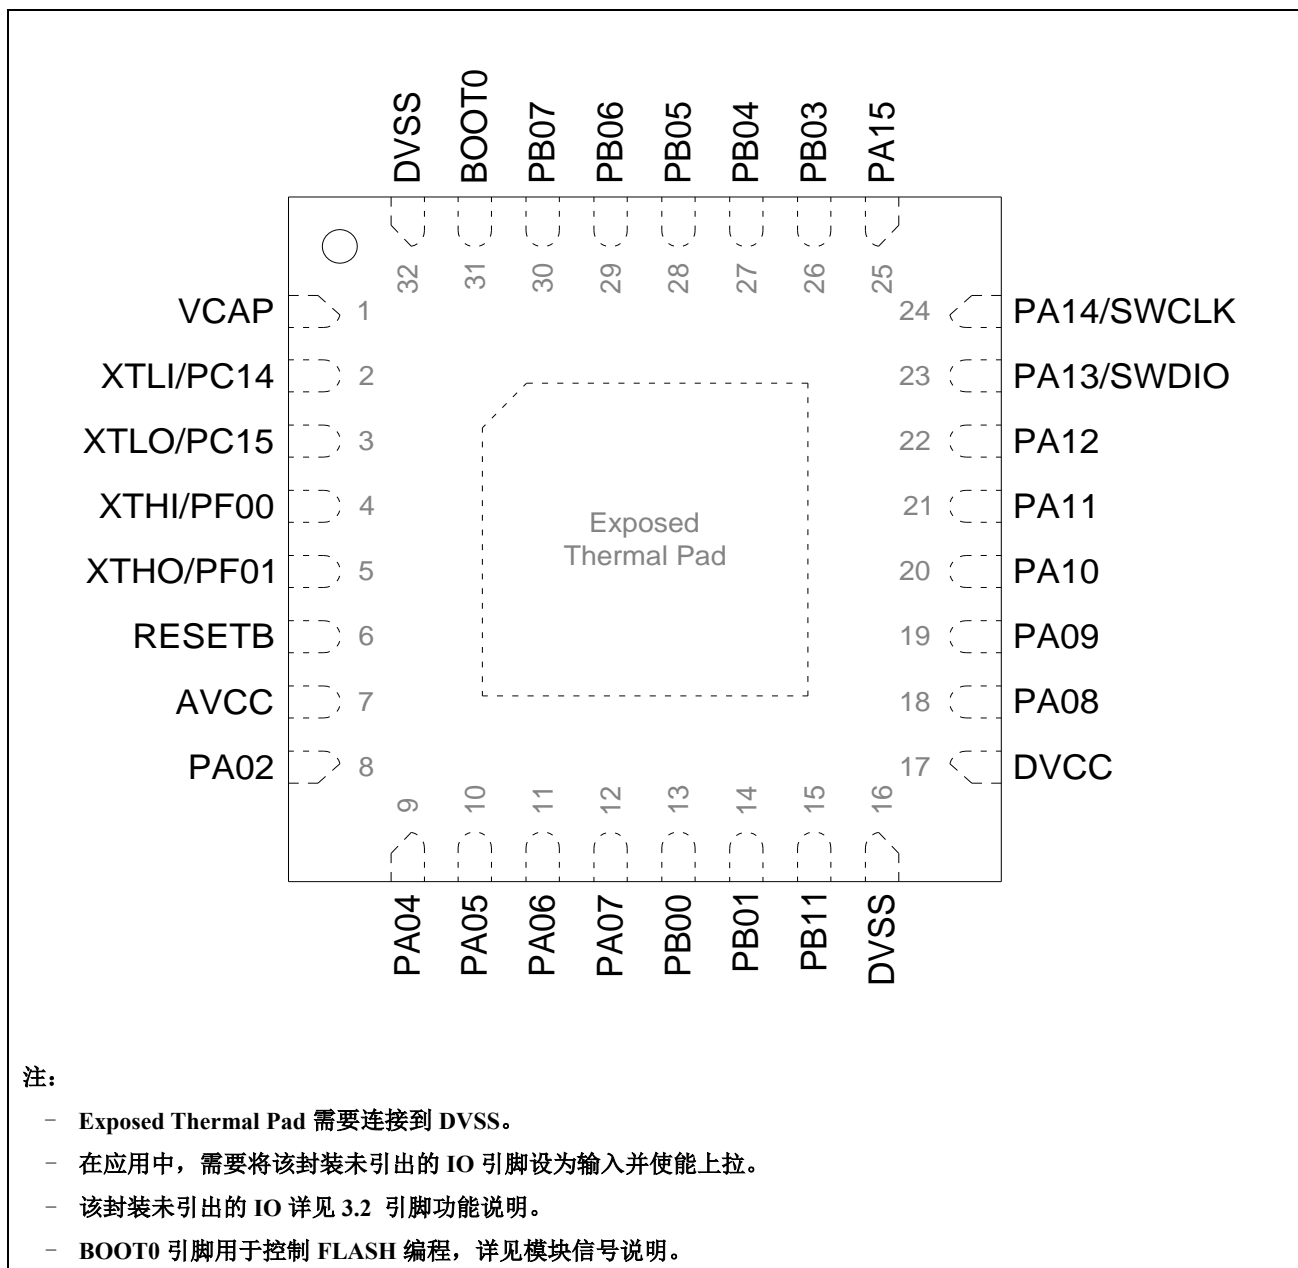 DVSS
BOOT0
PB07
PB06
PB05
PB04
PB03
PA15
32
31
30
29
28
27
26
25
VCAP 1
XTLI/PC14 2
XTLO/PC15 3
XTHI/PF00 4
XTHO/PF01 5
RESETB 6
AVCC 7
PA02 8
24 PA14/SWCLK
23 PA13/SWDIO
22 PA12
21 PA11
20 PA10
19 PA09
18 PA08
17 DVCC
Exposed
Thermal Pad
9
10
11
12
13
14
15
16
PA04
PA05
PA06
PA07
PB00
PB01
PB11
DVSS
注：
- Exposed Thermal Pad 需要连接到 DVSS。
- 在应用中，需要将该封装未引出的 IO 引脚设为输入并使能上拉。
- 该封装未引出的 IO 详见 3.2 引脚功能说明。
- BOOT0 引脚用于控制 FLASH 编程，详见模块信号说明。